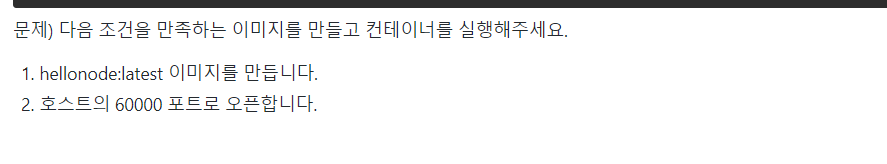 문제) 다음 조건을 만족하는 이미지를 만들고 컨테이너를 실행해주세요.
1. hellonode:latest 이미지를 만듭니다.
2. 호스트의 60000 포트로 오픈합니다.